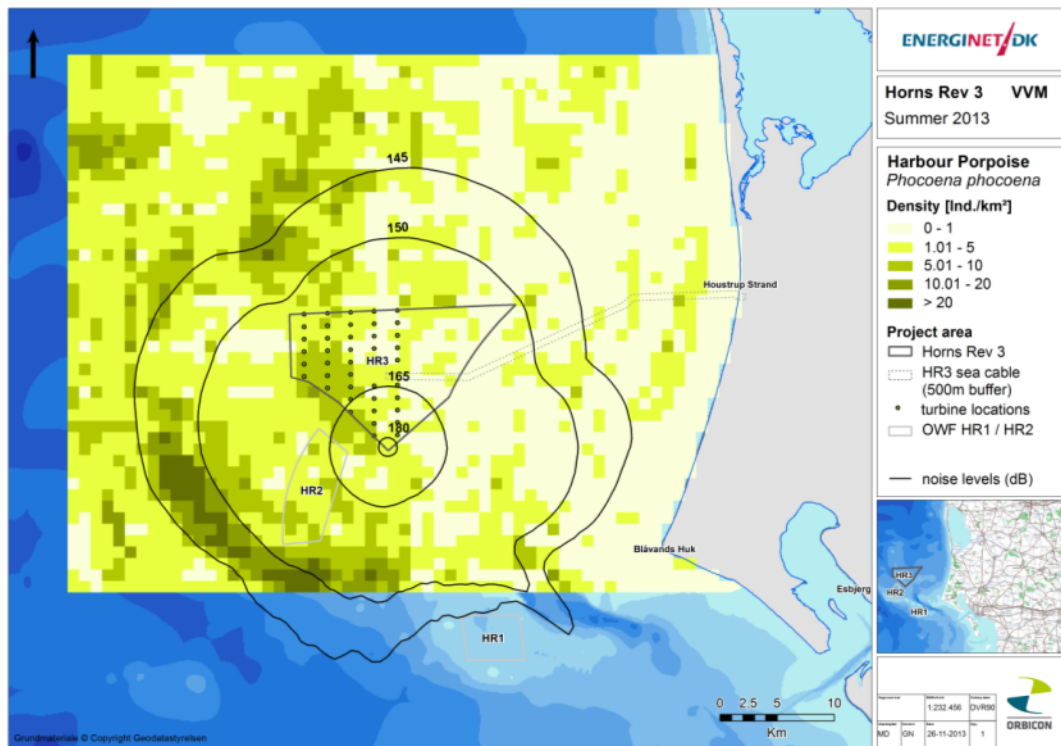 145
150
Houstrup Strand
HR3
165
180
HR2
Blåvands Huk
Esbjerg
HR1
0 2.5 5 10
Km
Grundmateriale © Copyright Geodatastyrelsen
ENERGINET/DK
Horns Rev 3 VVM
Summer 2013
Harbour Porpoise
Phocoena phocoena
Density [Ind./km²]
0 - 1
1.01 - 5
5.01 - 10
10.01 - 20
> 20
Project area
Horns Rev 3
HR3 sea cable
(500m buffer)
turbine locations
OWF HR1 / HR2
noise levels (dB)
HR3
HR2
HR1
1:232.456 DVR90
MD GN 26-11-2013 1
ORBICON